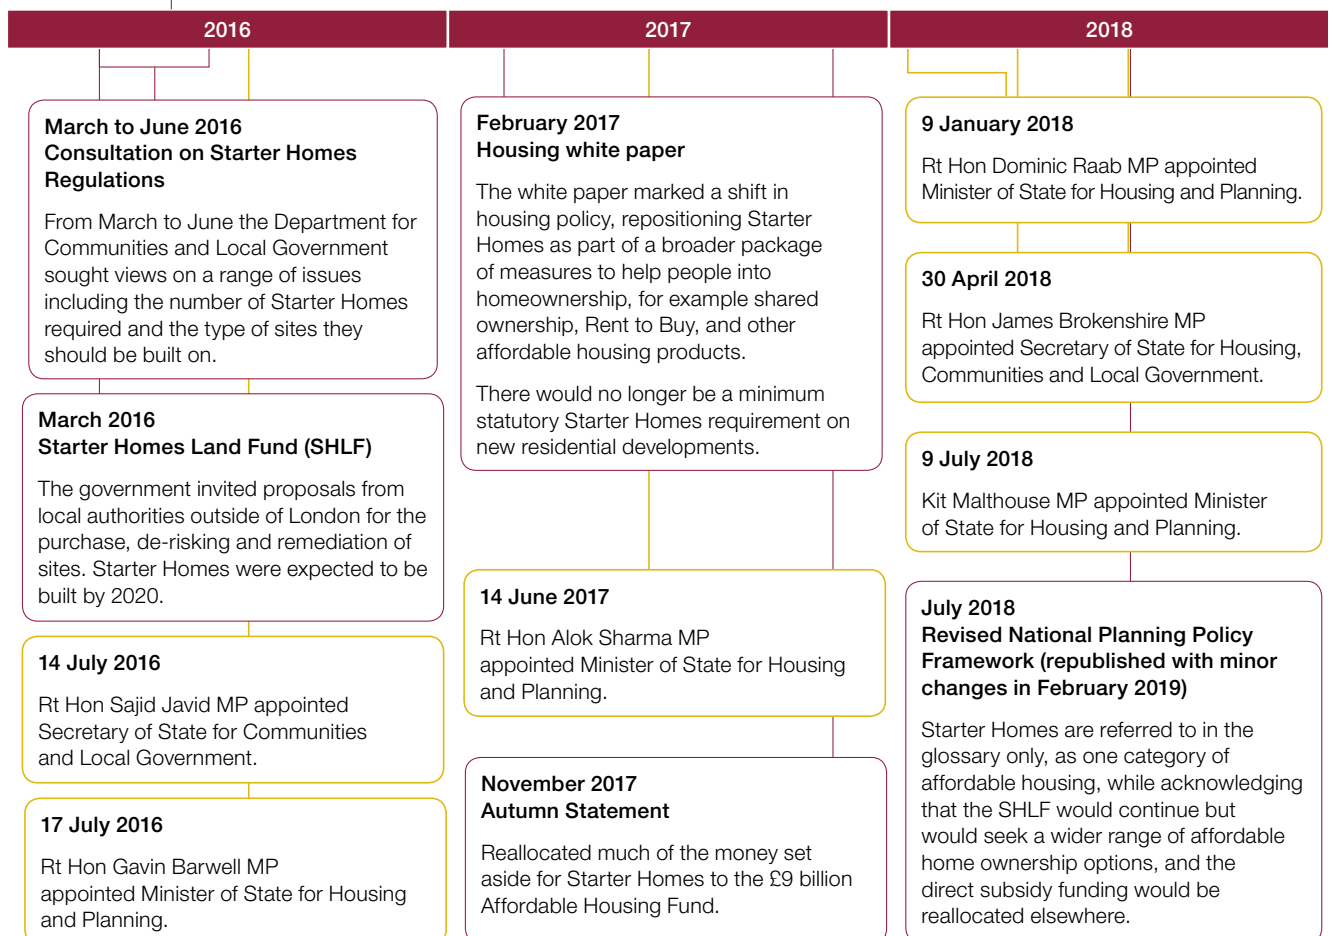 2016
2017
2018
March to June 2016
Consultation on Starter Homes
Regulations
From March to June the Department for
Communities and Local Government
sought views on a range of issues
including the number of Starter Homes
required and the type of sites they
should be built on.
March 2016
Starter Homes Land Fund (SHLF)
The government invited proposals from
local authorities outside of London for the
purchase, de-risking and remediation of
sites. Starter Homes were expected to be
built by 2020.
14 July 2016
Rt Hon Sajid Javid MP appointed
Secretary of State for Communities
and Local Government.
17 July 2016
Rt Hon Gavin Barwell MP
appointed Minister of State for Housing
and Planning.
February 2017
Housing white paper
The white paper marked a shift in
housing policy, repositioning Starter
Homes as part of a broader package
of measures to help people into
homeownership, for example shared
ownership, Rent to Buy, and other
affordable housing products.
There would no longer be a minimum
statutory Starter Homes requirement on
new residential developments.
14 June 2017
Rt Hon Alok Sharma MP
appointed Minister of State for Housing
and Planning.
November 2017
Autumn Statement
Reallocated much of the money set
aside for Starter Homes to the £9 billion
Affordable Housing Fund.
9 January 2018
Rt Hon Dominic Raab MP appointed
Minister of State for Housing and Planning.
30 April 2018
Rt Hon James Brokenshire MP
appointed Secretary of State for Housing,
Communities and Local Government.
9 July 2018
Kit Malthouse MP appointed Minister
of State for Housing and Planning.
July 2018
Revised National Planning Policy
Framework (republished with minor
changes in February 2019)
Starter Homes are referred to in the
glossary only, as one category of
affordable housing, while acknowledging
that the SHLF would continue but
would seek a wider range of affordable
home ownership options, and the
direct subsidy funding would be
reallocated elsewhere.